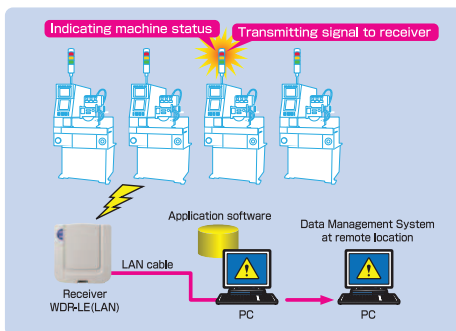 Indicating machine status
Transmitting signal to receiver
Application software
Data Management System
at remote location
LAN cable
Receiver
WDR-LE(LAN)
PC
PC